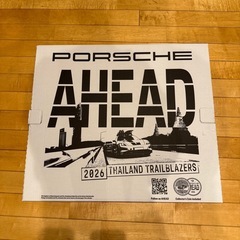 PORSCHE
AHEAD
2026 THAILAND TRAILBLAZERS